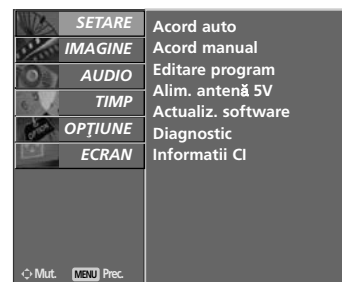 SETARE
IMAGINE
AUDIO
TIMP
OPŢIUNE
ECRAN
Mut. MENU Prec.
Acord auto
Acord manual
Editare program
Alim. antenă 5V
Actualiz. software
Diagnostic
Informatii CI